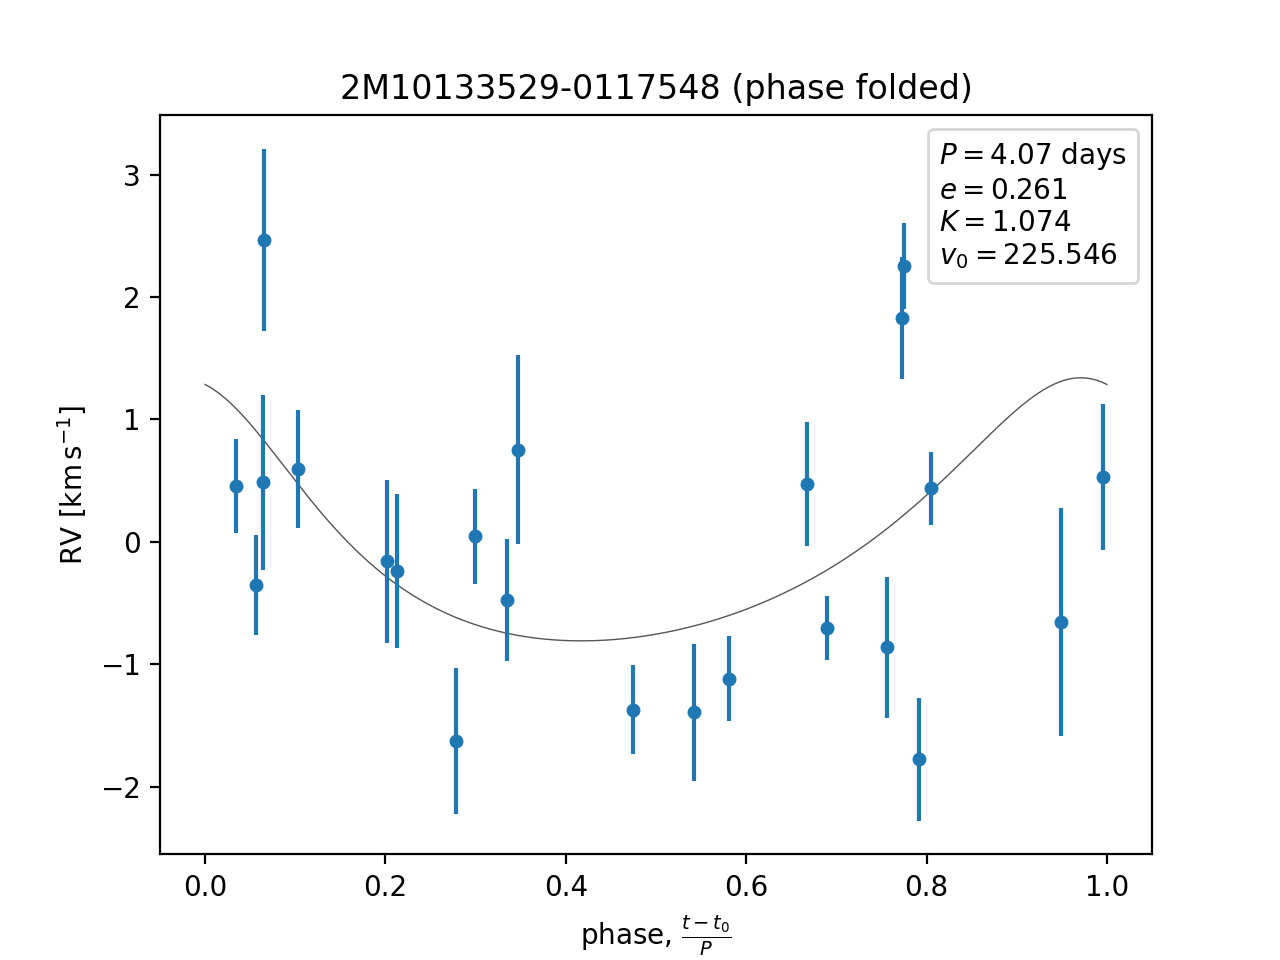 2M10133529-0117548 (phase folded)
P = 4.07 days
e = 0.261
K = 1.074
v₀ = 225.546
RV [km s⁻¹]
3
2
1
0
−1
−2
0.0 0.2 0.4 0.6 0.8 1.0
phase, (t − t₀)/P